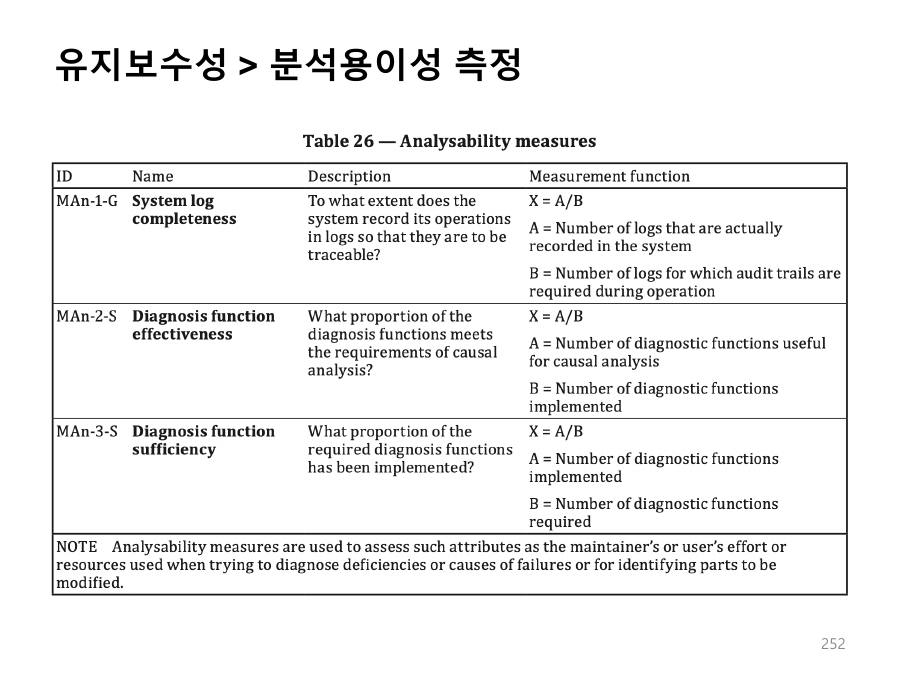 유지보수성 > 분석용이성 측정
Table 26 — Analysability measures
ID Name Description Measurement function
MAn-1-G System log completeness To what extent does the system record its operations in logs so that they are to be traceable? X = A/B
A = Number of logs that are actually recorded in the system
B = Number of logs for which audit trails are required during operation
MAn-2-S Diagnosis function effectiveness What proportion of the diagnosis functions meets the requirements of causal analysis? X = A/B
A = Number of diagnostic functions useful for causal analysis
B = Number of diagnostic functions implemented
MAn-3-S Diagnosis function sufficiency What proportion of the required diagnosis functions has been implemented? X = A/B
A = Number of diagnostic functions implemented
B = Number of diagnostic functions required
NOTE Analysability measures are used to assess such attributes as the maintainer's or user's effort or
resources used when trying to diagnose deficiencies or causes of failures or for identifying parts to be
modified.
252